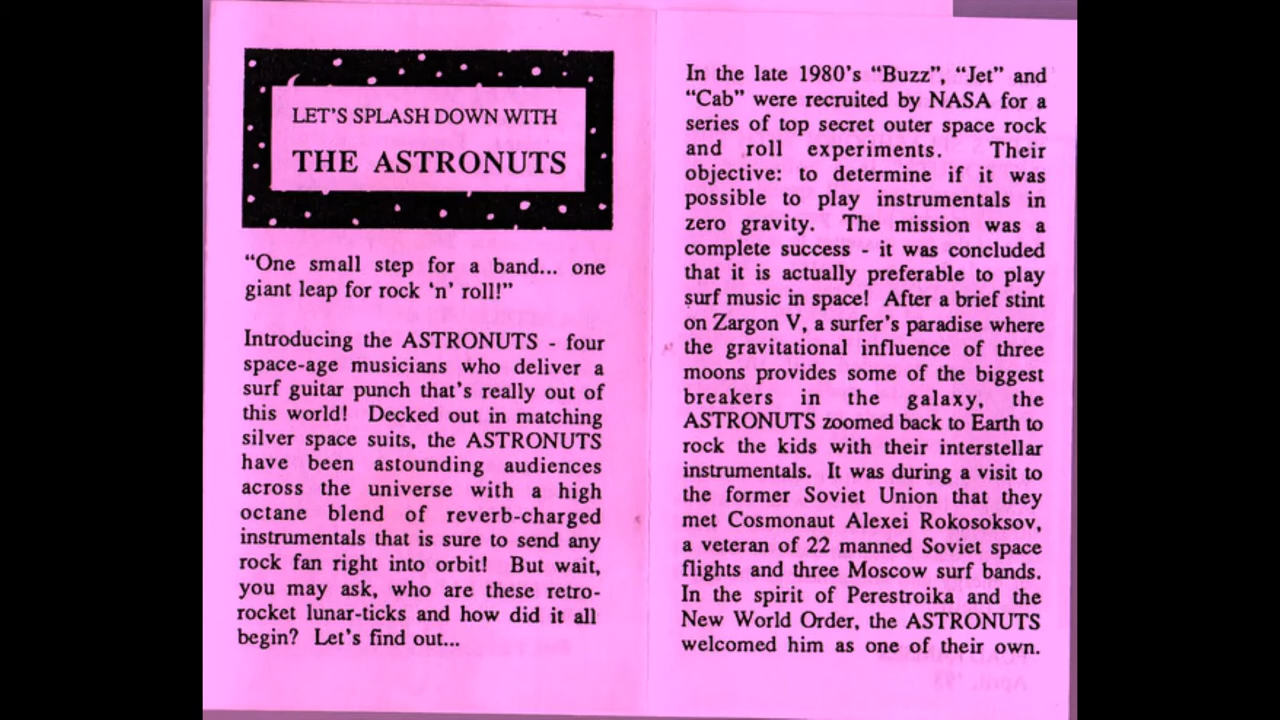 LET'S SPLASH DOWN WITH
THE ASTRONUTS
“One small step for a band... one
giant leap for rock ‘n’ roll!”
Introducing the ASTRONUTS - four
space-age musicians who deliver a
surf guitar punch that's really out of
this world! Decked out in matching
silver space suits, the ASTRONUTS
have been astounding audiences
across the universe with a high
octane blend of reverb-charged
instrumentals that is sure to send any
rock fan right into orbit! But wait,
you may ask, who are these retro-
rocket lunar-ticks and how did it all
begin? Let's find out...
In the late 1980's “Buzz”, “Jet” and
“Cab” were recruited by NASA for a
series of top secret outer space rock
and roll experiments. Their
objective: to determine if it was
possible to play instrumentals in
zero gravity. The mission was a
complete success - it was concluded
that it is actually preferable to play
surf music in space! After a brief stint
on Zargon V, a surfer's paradise where
the gravitational influence of three
moons provides some of the biggest
breakers in the galaxy, the
ASTRONUTS zoomed back to Earth to
rock the kids with their interstellar
instrumentals. It was during a visit to
the former Soviet Union that they
met Cosmonaut Alexei Rokosoksov,
a veteran of 22 manned Soviet space
flights and three Moscow surf bands.
In the spirit of Perestroika and the
New World Order, the ASTRONUTS
welcomed him as one of their own.
April, '93